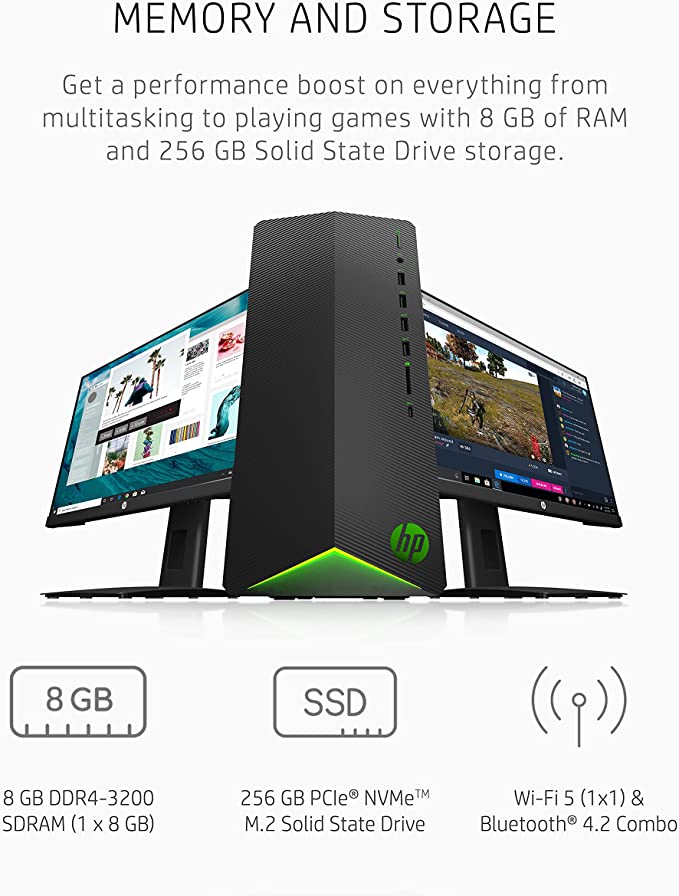 MEMORY AND STORAGE
Get a performance boost on everything from
multitasking to playing games with 8 GB of RAM
and 256 GB Solid State Drive storage.
hp
8 GB
SSD
8 GB DDR4-3200
SDRAM (1 x 8 GB)
256 GB PCIe® NVMe™
M.2 Solid State Drive
Wi-Fi 5 (1x1) &
Bluetooth® 4.2 Combo